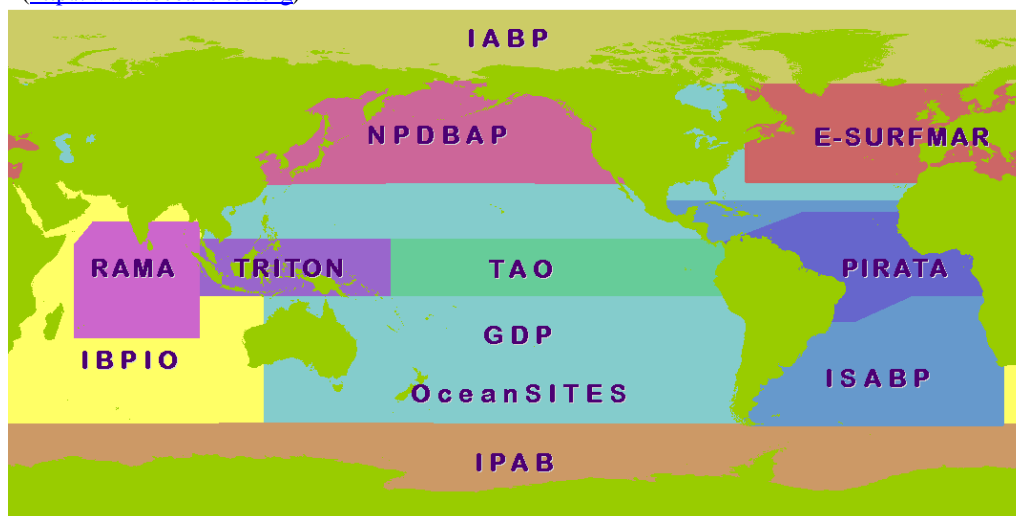 IABP
NPDBAP
E-SURFMAR
RAMA
TRITON
TAO
PIRATA
GDP
IBPIO
ISABP
OceanSITES
IPAB